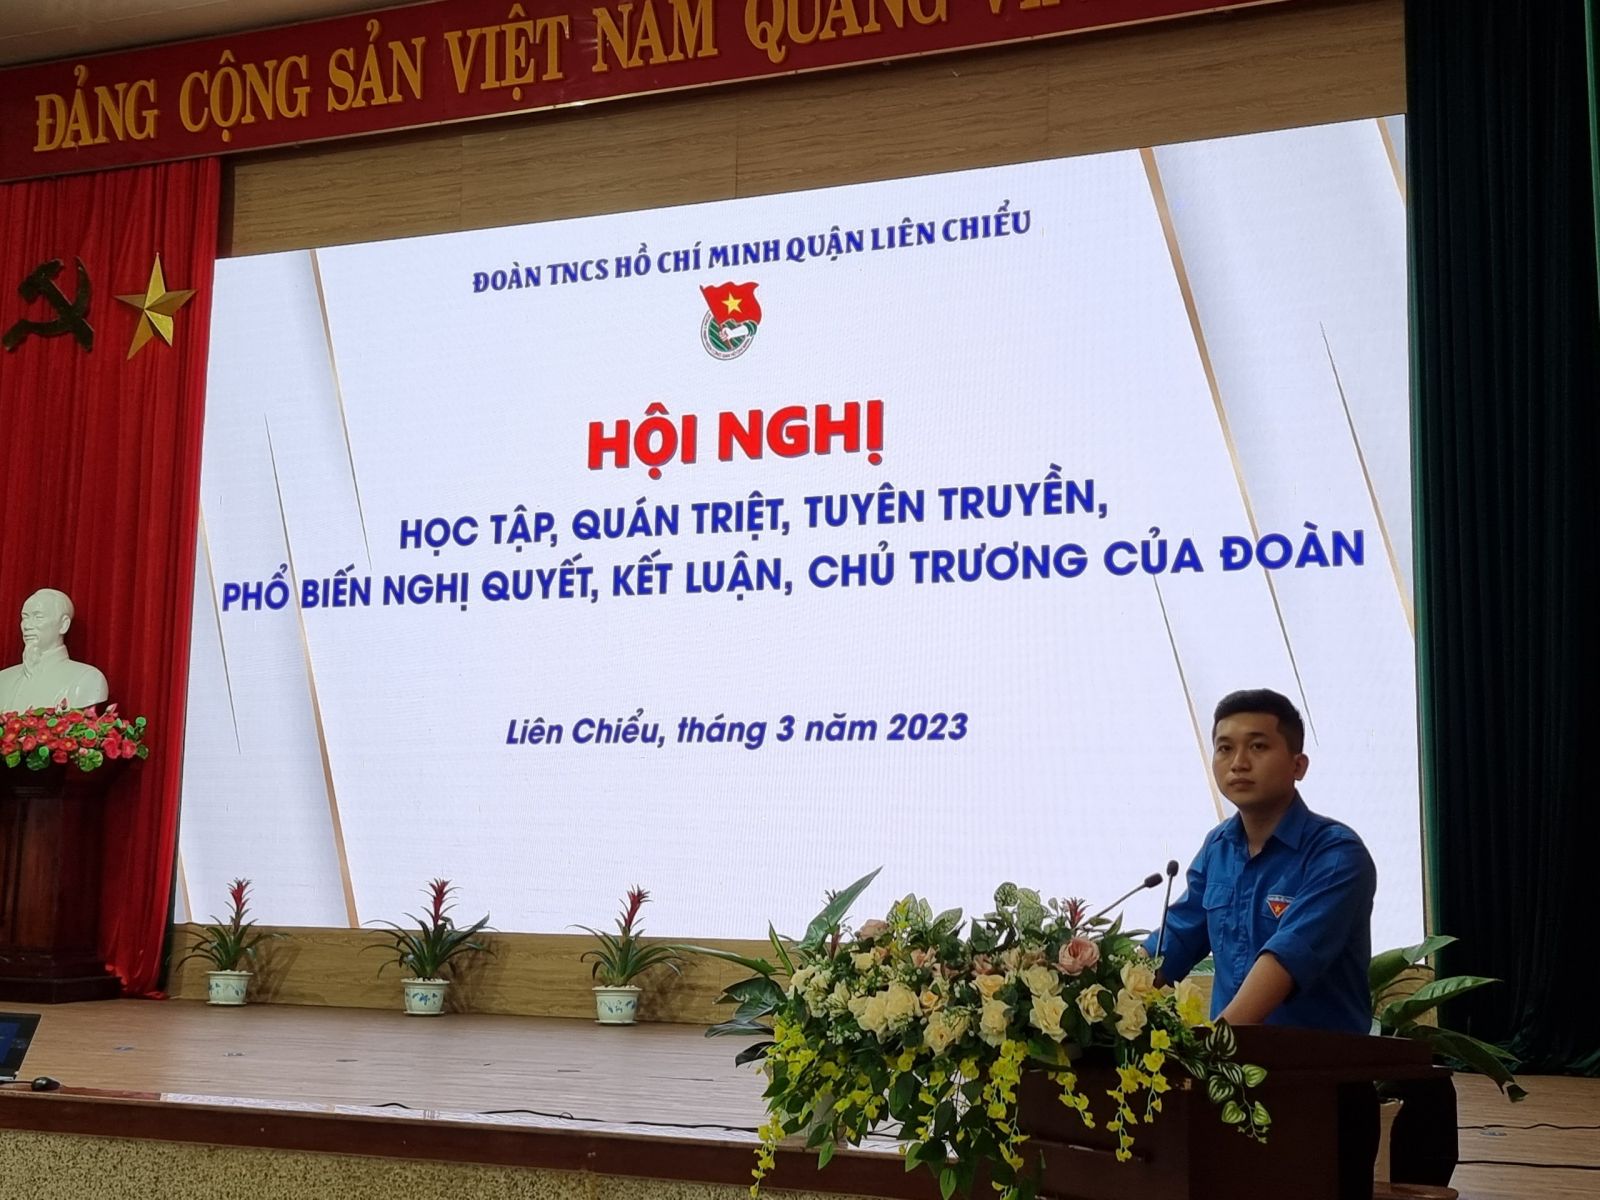 ĐẢNG CỘNG SẢN VIỆT NAM QUANG
ĐOÀN TNCS HỒ CHÍ MINH QUẬN LIÊN CHIỂU
HỘI NGHỊ
HỌC TẬP, QUÁN TRIỆT, TUYÊN TRUYỀN,
PHỔ BIẾN NGHỊ QUYẾT, KẾT LUẬN, CHỦ TRƯƠNG CỦA ĐOÀN
Liên Chiểu, tháng 3 năm 2023